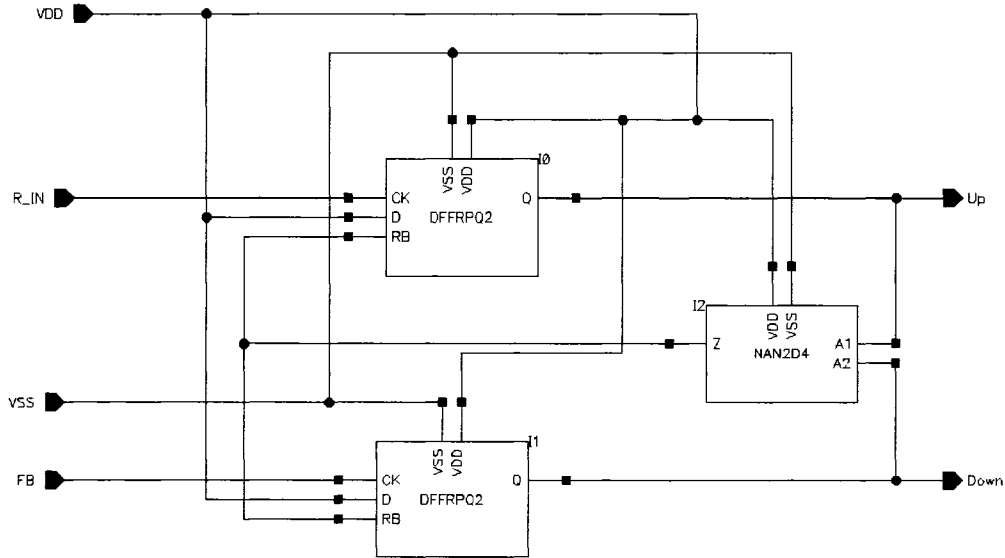 VDD
I0
VSS VDD
R_IN CK Q Up
D DFFRPQ2
RB
I2
VDD VSS
Z NAN2D4 A1
A2
VSS
I1
VSS VDD
FB CK Q Down
D DFFRPQ2
RB